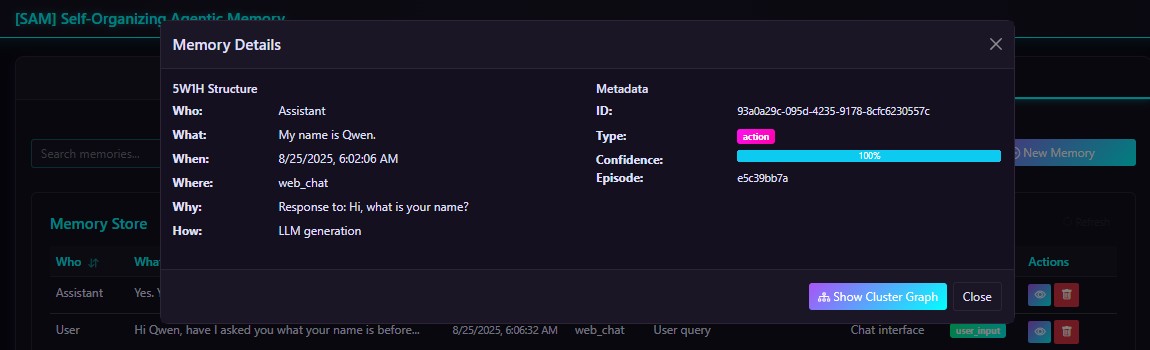 [SAM] Self-Organizing Agentic Memory
Memory Details
5W1H Structure
Who: Assistant
What: My name is Qwen.
When: 8/25/2025, 6:02:06 AM
Where: web_chat
Why: Response to: Hi, what is your name?
How: LLM generation
Metadata
ID: 93a0a29c-095d-4235-9178-8cfc6230557c
Type: action
Confidence: 100%
Episode: e5c39bb7a
Show Cluster Graph Close
Search memories... New Memory
Memory Store Refresh
Who What Actions
Assistant Yes.
User Hi Qwen, have I asked you what your name is before... 8/25/2025, 6:06:32 AM web_chat User query Chat interface user_input